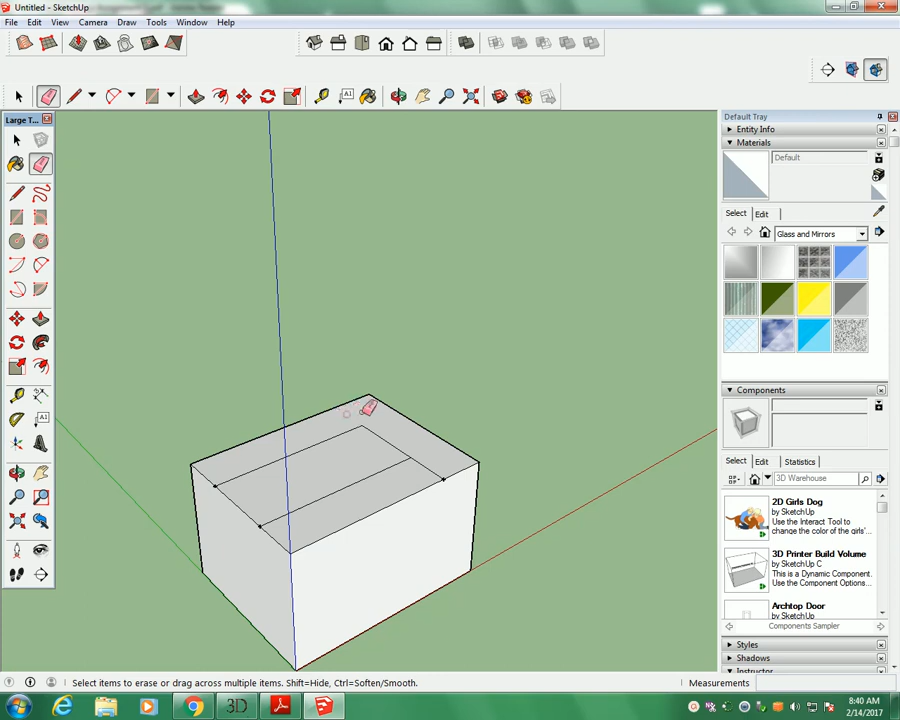 Untitled - SketchUp
File Edit View Camera Draw Tools Window Help
A1
Large T...
A1
Default Tray
Entity Info
Materials
Default
Select Edit
Glass and Mirrors
Components
Select Edit Statistics
3D Warehouse
2D Girls Dog
by SketchUp
Use the Interact Tool to
change the color of the girls'...
3D Printer Build Volume
by SketchUp C
This is a Dynamic Component.
Use the Component Options...
Archtop Door
by SketchUp
Components Sampler
Styles
Shadows
Instructor
Select items to erase or drag across multiple items. Shift=Hide, Ctrl=Soften/Smooth.
Measurements
3D
8:40 AM
2/14/2017